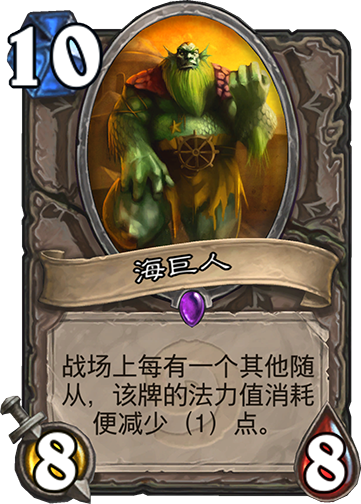 10
海巨人
战场上每有一个其他随
从，该牌的法力值消耗
便减少（1）点。
8
8